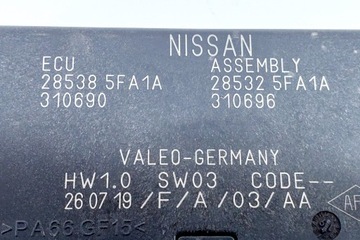 NISSAN
ECU ASSEMBLY
28538 5FA1A 28532 5FA1A
310690 310696
VALEO-GERMANY
HW1.0 SW03 CODE--
26 07 19 /F/A/03/AA
>PA66 GF15<